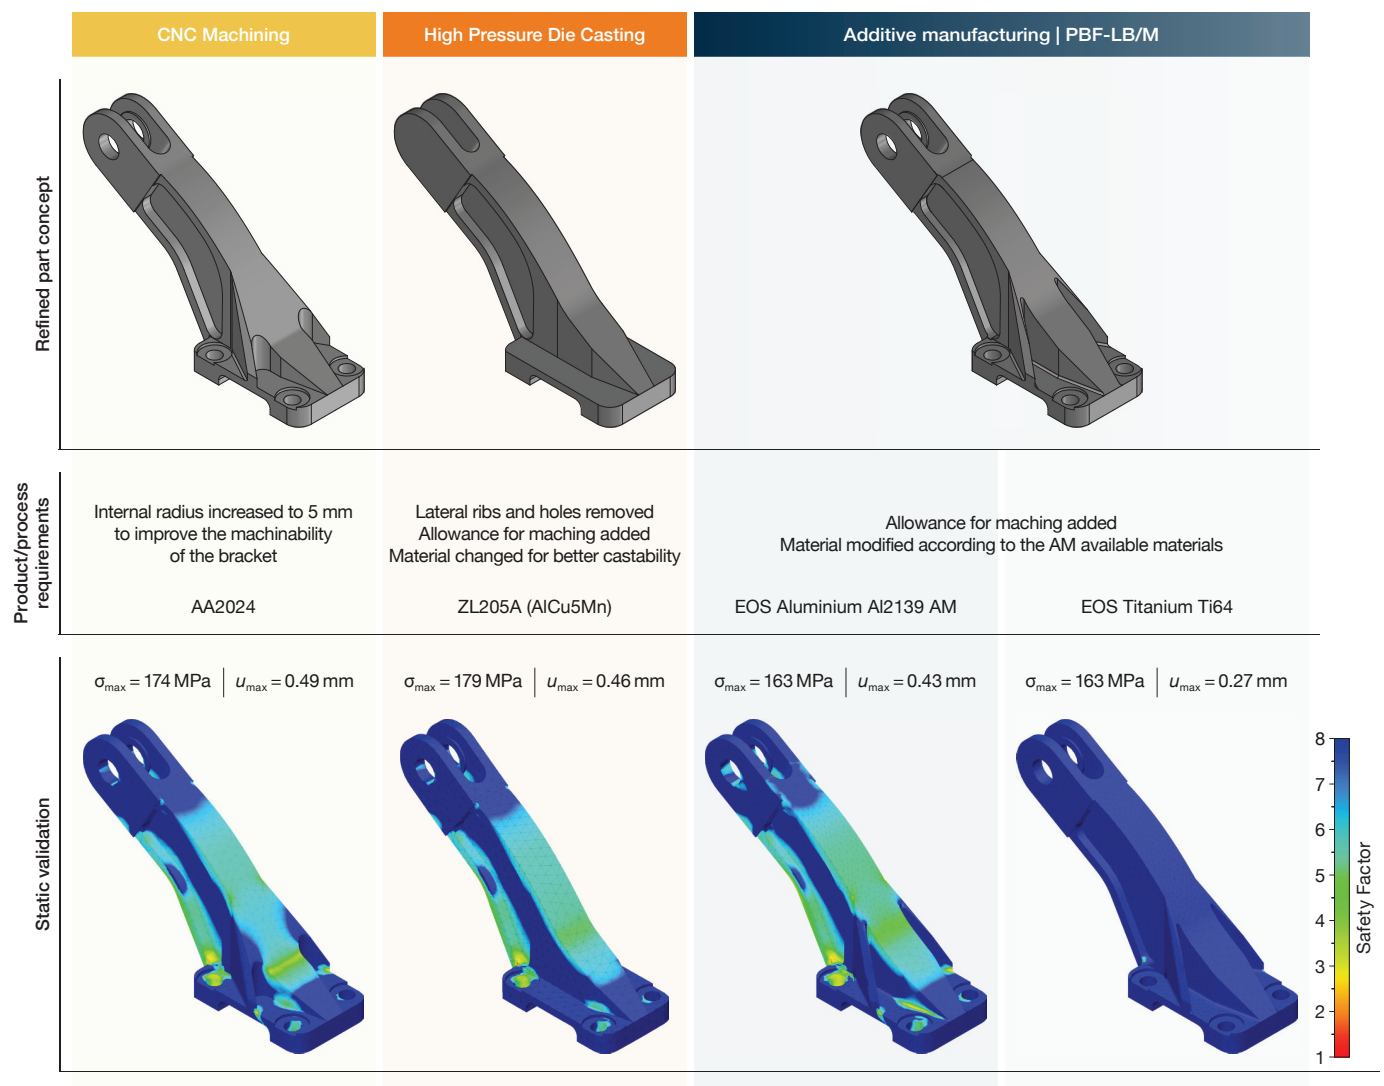 CNC Machining
High Pressure Die Casting
Additive manufacturing | PBF-LB/M
Refined part concept
Product/process
requirements
Internal radius increased to 5 mm
to improve the machinability
of the bracket
AA2024
Lateral ribs and holes removed
Allowance for maching added
Material changed for better castability
ZL205A (AlCu5Mn)
Allowance for maching added
Material modified according to the AM available materials
EOS Aluminium Al2139 AM
EOS Titanium Ti64
Static validation
σmax = 174 MPa | umax = 0.49 mm
σmax = 179 MPa | umax = 0.46 mm
σmax = 163 MPa | umax = 0.43 mm
σmax = 163 MPa | umax = 0.27 mm
8
7
6
5
4
3
2
1
Safety Factor